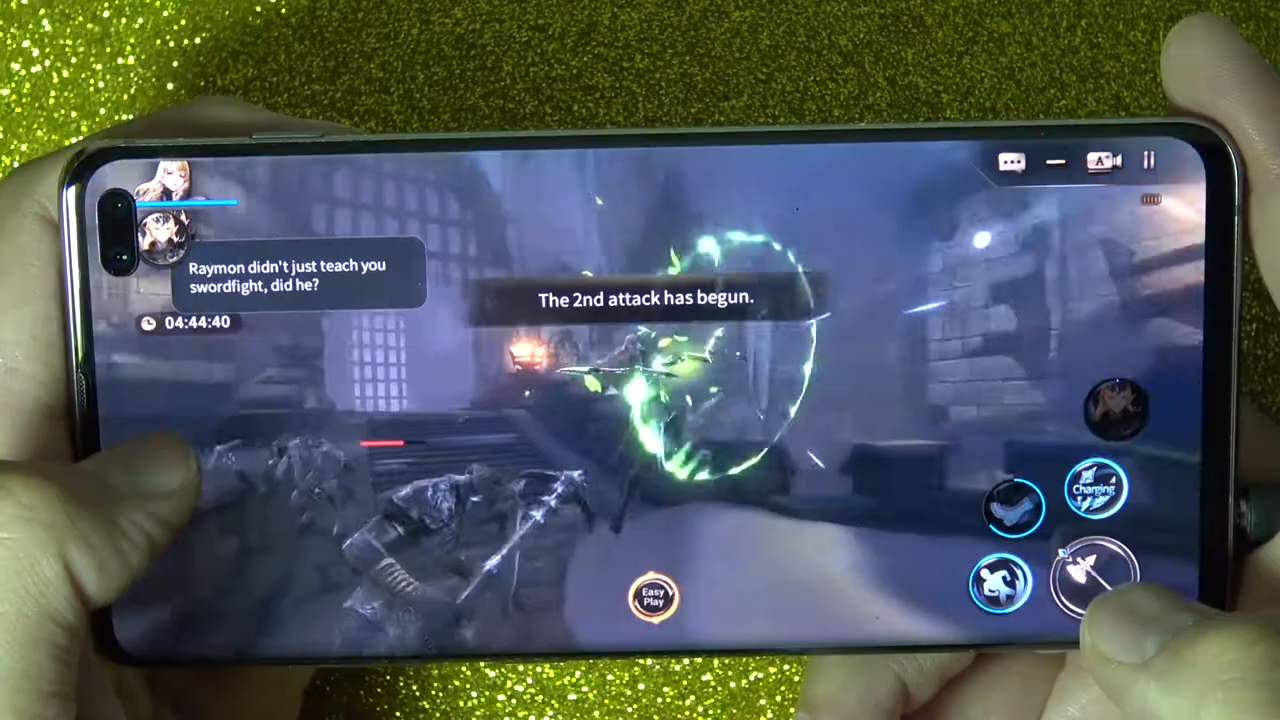 Raymon didn't just teach you
swordfight, did he?
The 2nd attack has begun.
04:44:40
A
Charging
Easy
Play